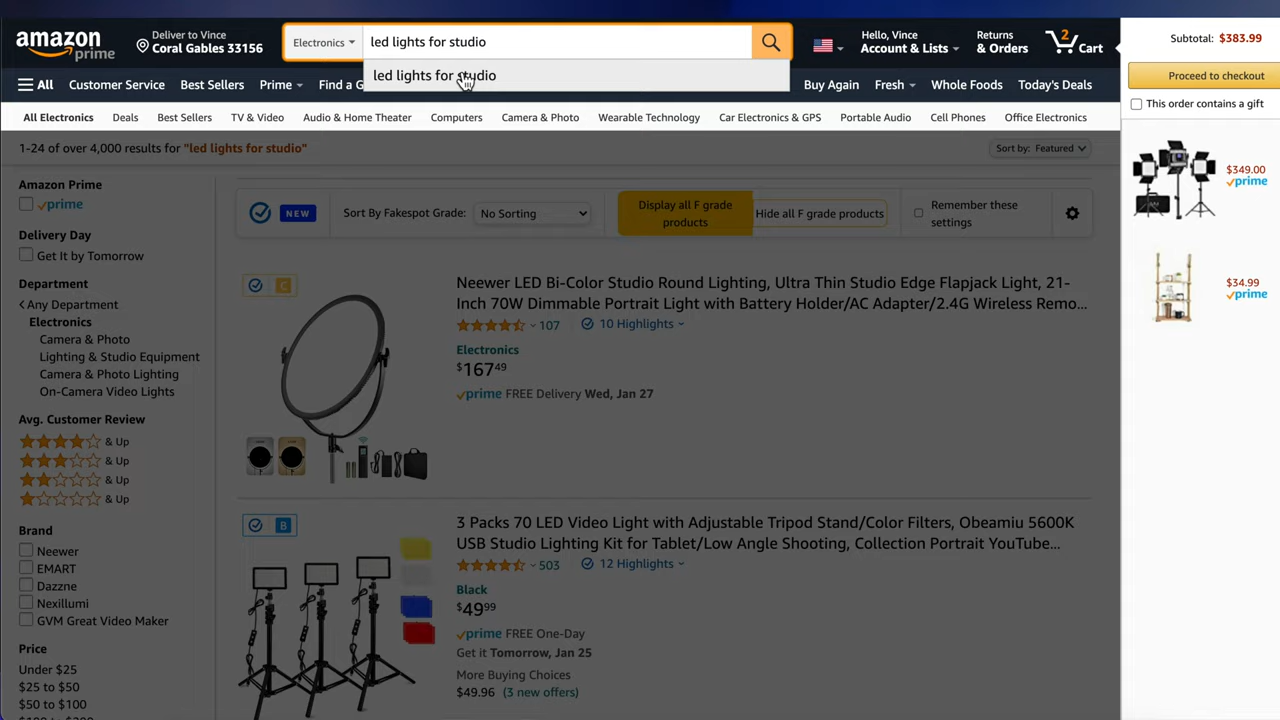 amazon
prime
Deliver to Vince
Coral Gables 33156
Electronics
led lights for studio
Hello, Vince
Account & Lists
Returns
& Orders
2
Cart
Subtotal: $383.99
led lights for studio
Proceed to checkout
All
Customer Service
Best Sellers
Prime
Find a G
Buy Again
Fresh
Whole Foods
Today's Deals
This order contains a gift
All Electronics
Deals
Best Sellers
TV & Video
Audio & Home Theater
Computers
Camera & Photo
Wearable Technology
Car Electronics & GPS
Portable Audio
Cell Phones
Office Electronics
1-24 of over 4,000 results for "led lights for studio"
Sort by: Featured
$349.00
prime
$34.99
prime
Amazon Prime
prime
Delivery Day
Get It by Tomorrow
Department
Any Department
Electronics
Camera & Photo
Lighting & Studio Equipment
Camera & Photo Lighting
On-Camera Video Lights
Avg. Customer Review
& Up
& Up
& Up
& Up
Brand
Neewer
EMART
Dazzne
Nexillumi
GVM Great Video Maker
Price
Under $25
$25 to $50
$50 to $100
NEW
Sort By Fakespot Grade:
No Sorting
Display all F grade
products
Hide all F grade products
Remember these
settings
C
Neewer LED Bi-Color Studio Round Lighting, Ultra Thin Studio Edge Flapjack Light, 21-
Inch 70W Dimmable Portrait Light with Battery Holder/AC Adapter/2.4G Wireless Remo...
107
10 Highlights
Electronics
$167 49
prime FREE Delivery Wed, Jan 27
B
3 Packs 70 LED Video Light with Adjustable Tripod Stand/Color Filters, Obeamiu 5600K
USB Studio Lighting Kit for Tablet/Low Angle Shooting, Collection Portrait YouTube...
503
12 Highlights
Black
$49 99
prime FREE One-Day
Get it Tomorrow, Jan 25
More Buying Choices
$49.96 (3 new offers)